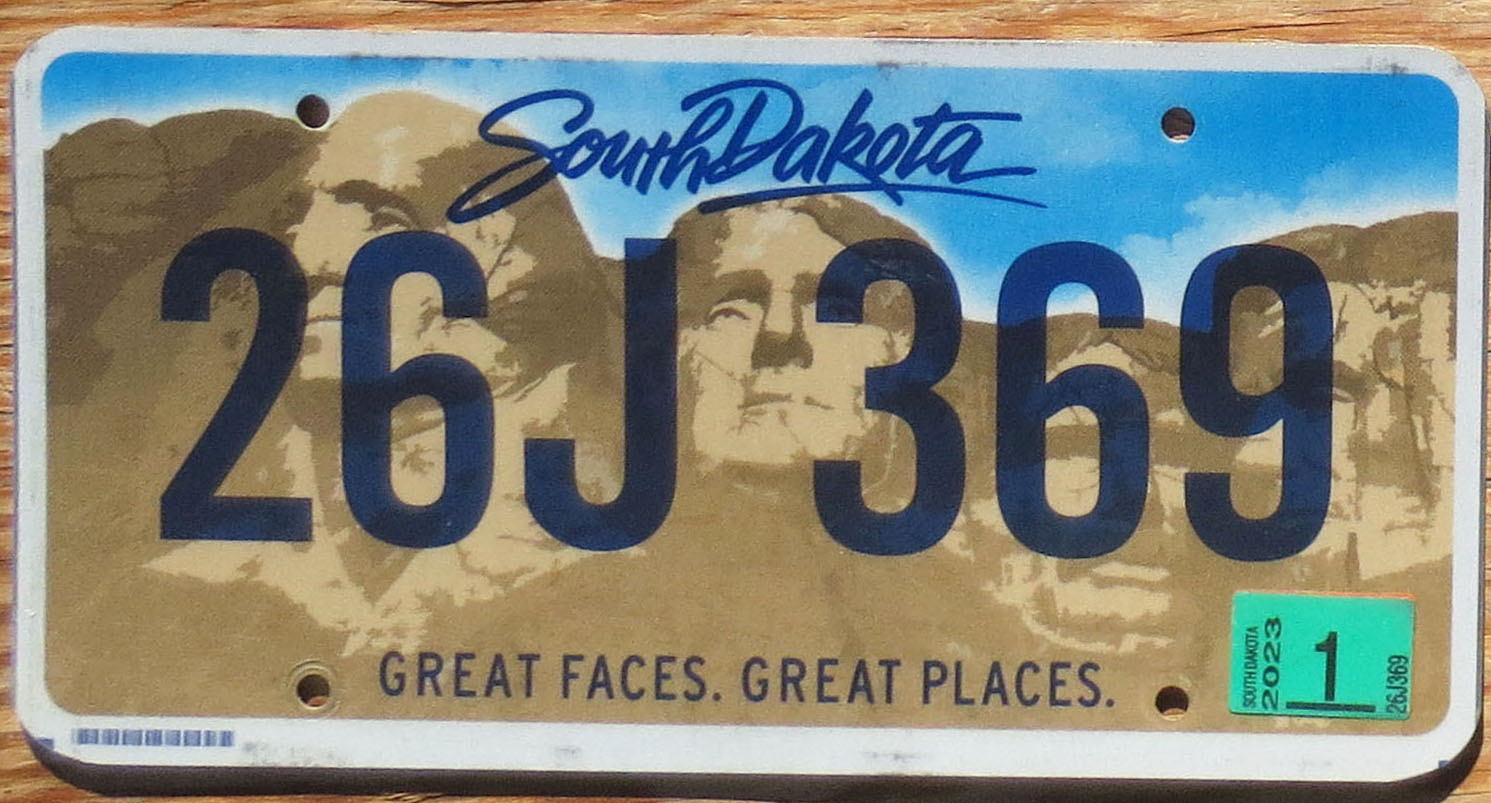 South Dakota
26J 369
GREAT FACES. GREAT PLACES.
SOUTH DAKOTA
2023
1
26J369